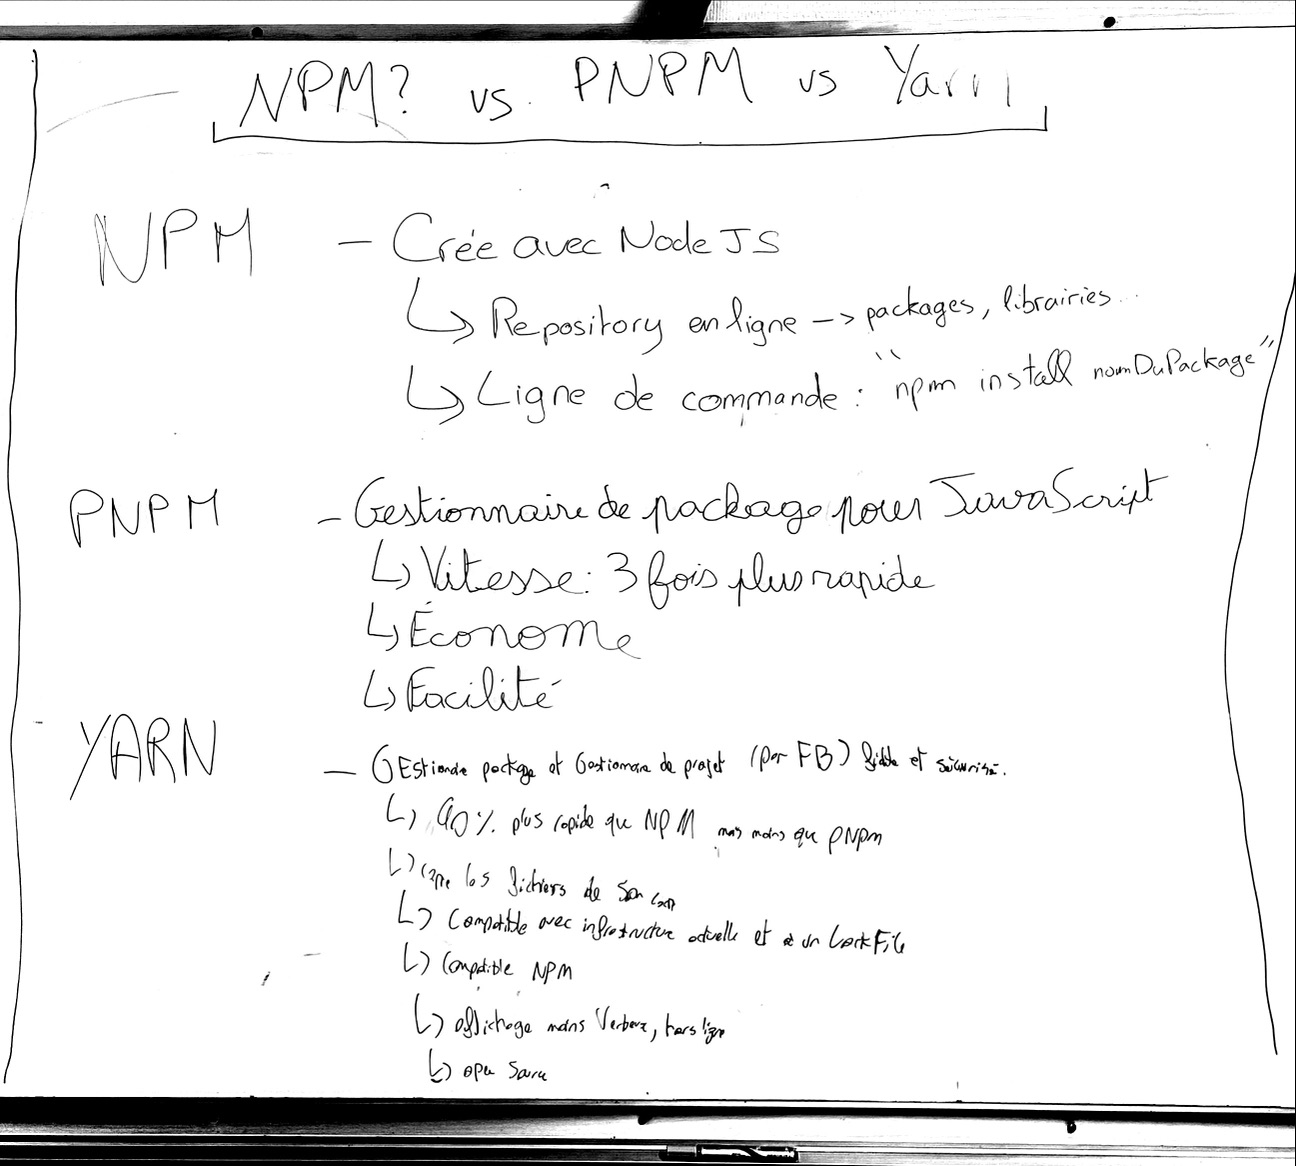 NPM? vs. PNPM vs Yarn
NPM - Crée avec Node JS
↳ Repository en ligne -> packages, librairies...
↳ Ligne de commande : "npm install nomDuPackage"
PNPM - Gestionnaire de package pour JavaScript
↳ Vitesse : 3 fois plus rapide
↳ Économe
↳ Facilité
YARN - package et Gestionnaire de projet (par FB) fiable et sécurisé.
↳ 40% plus rapide que NPM mais moins que PNpm
↳ les fichiers de son
↳ Compatible avec infrastructure actuelle et a un LockFile
↳ Compatible NPM
↳ affichage moins Verbeux, hors ligne
↳ open Source